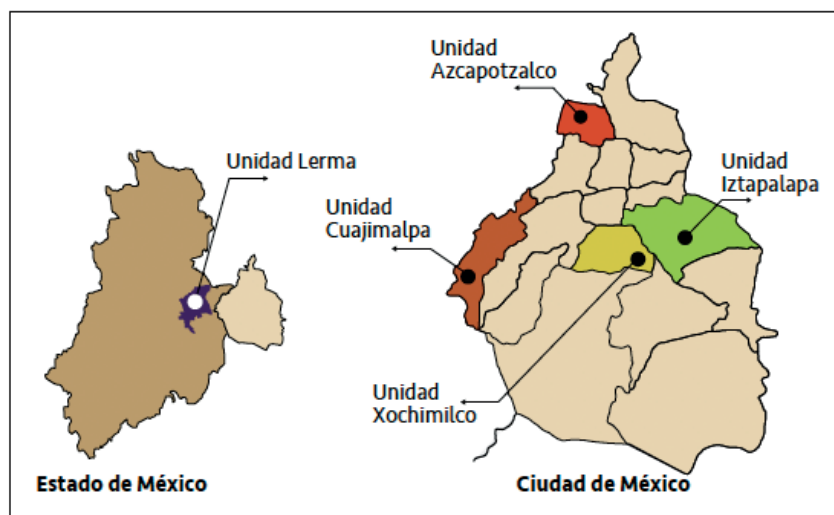 Unidad
Azcapotzalco
Unidad Lerma
Unidad
Iztapalapa
Unidad
Cuajimalpa
Unidad
Xochimilco
Estado de México
Ciudad de México